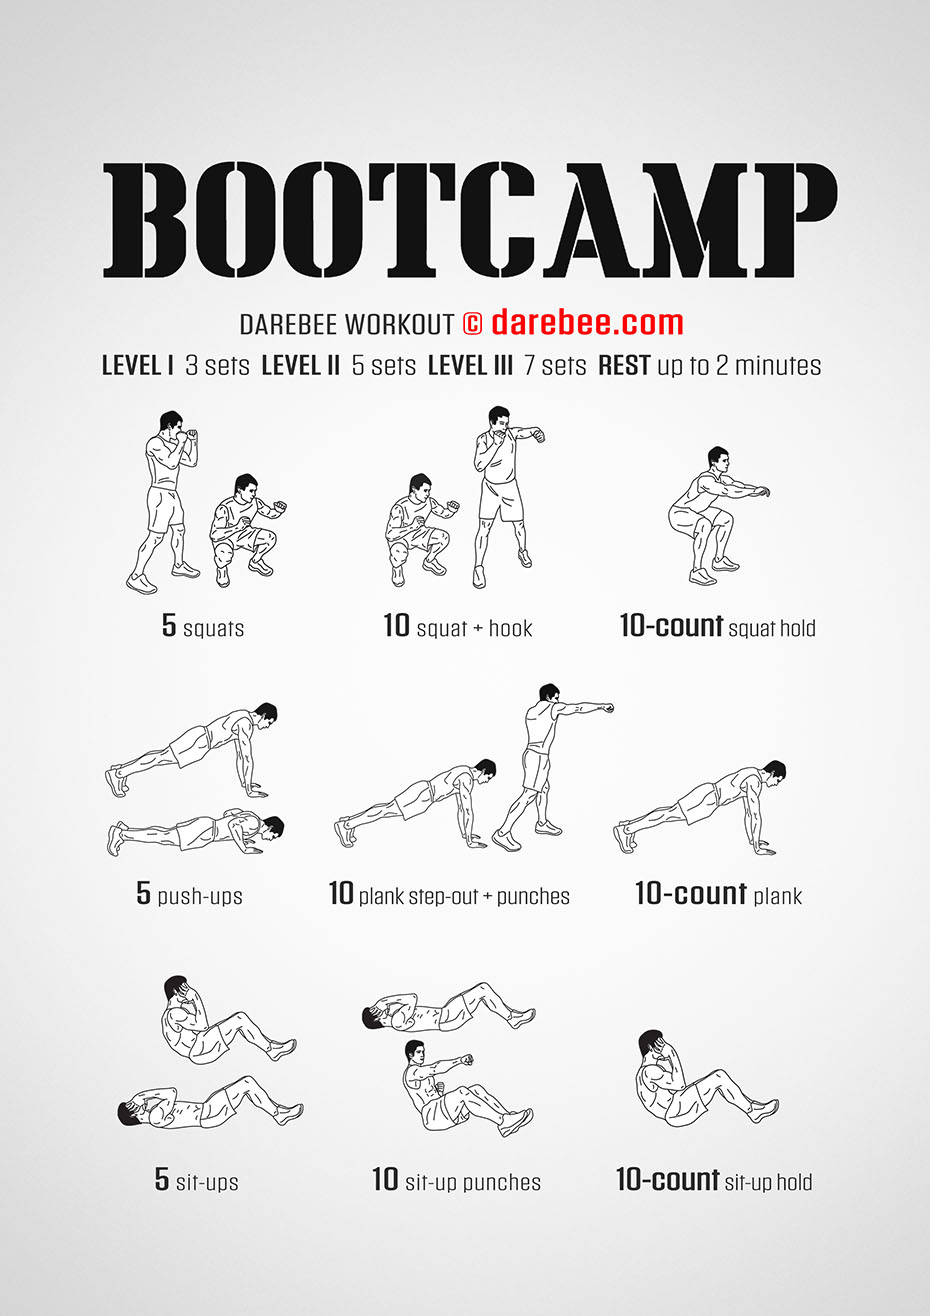 BOOTCAMP
DAREBEE WORKOUT © darebee.com
LEVEL I 3 sets LEVEL II 5 sets LEVEL III 7 sets REST up to 2 minutes
5 squats
10 squat + hook
10-count squat hold
5 push-ups
10 plank step-out + punches
10-count plank
5 sit-ups
10 sit-up punches
10-count sit-up hold